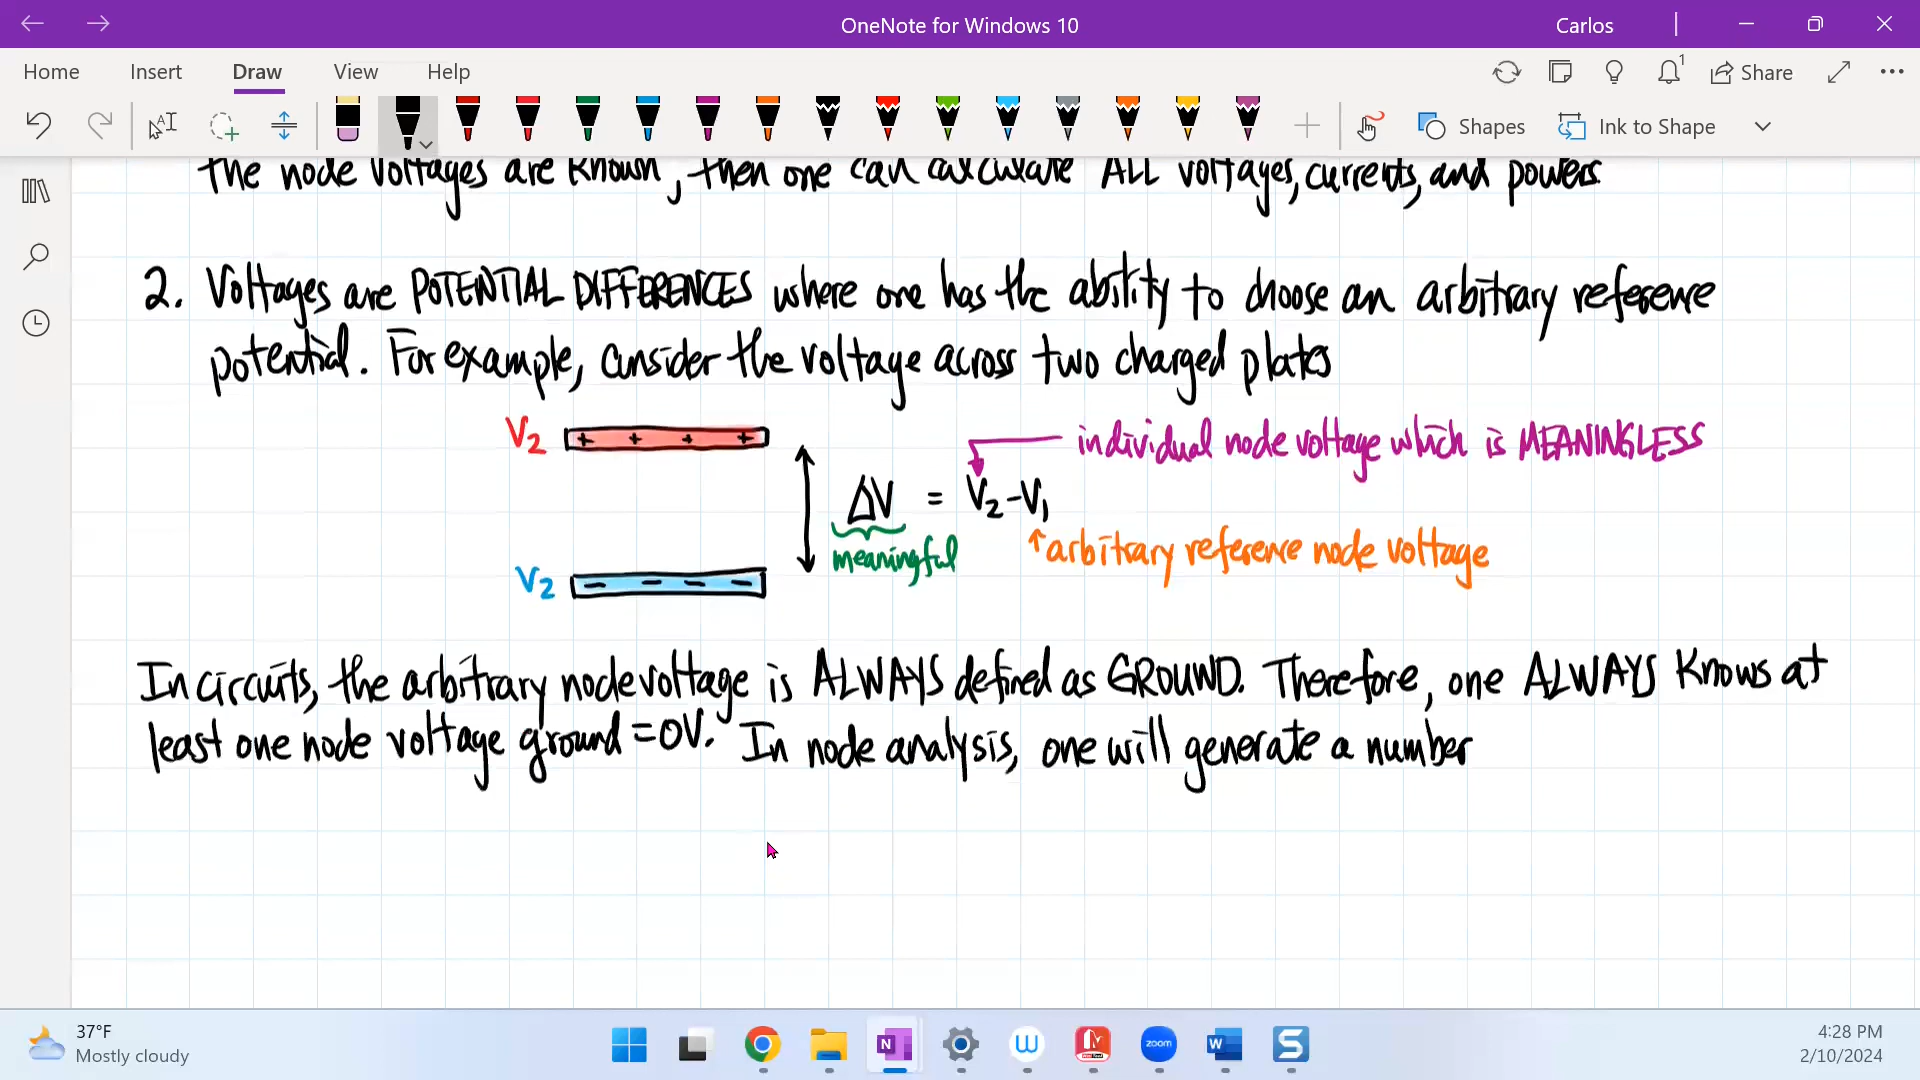 OneNote for Windows 10
Carlos
Home Insert Draw View Help
1
Share
Shapes
Ink to Shape
the node voltages are known, then one can calculate ALL voltages, currents, and powers
2. Voltages are POTENTIAL DIFFERENCES where one has the ability to choose an arbitrary reference
potential. For example, consider the voltage across two charged plates
V2 + + + +
individual node voltage which is MEANINGLESS
ΔV = V2 - V1
meaningful
↑arbitrary reference node voltage
V2 - - - -
In circuits, the arbitrary node voltage is ALWAYS defined as GROUND. Therefore, one ALWAYS knows at
least one node voltage ground = 0V. In node analysis, one will generate a number
37°F
Mostly cloudy
zoom
4:28 PM
2/10/2024